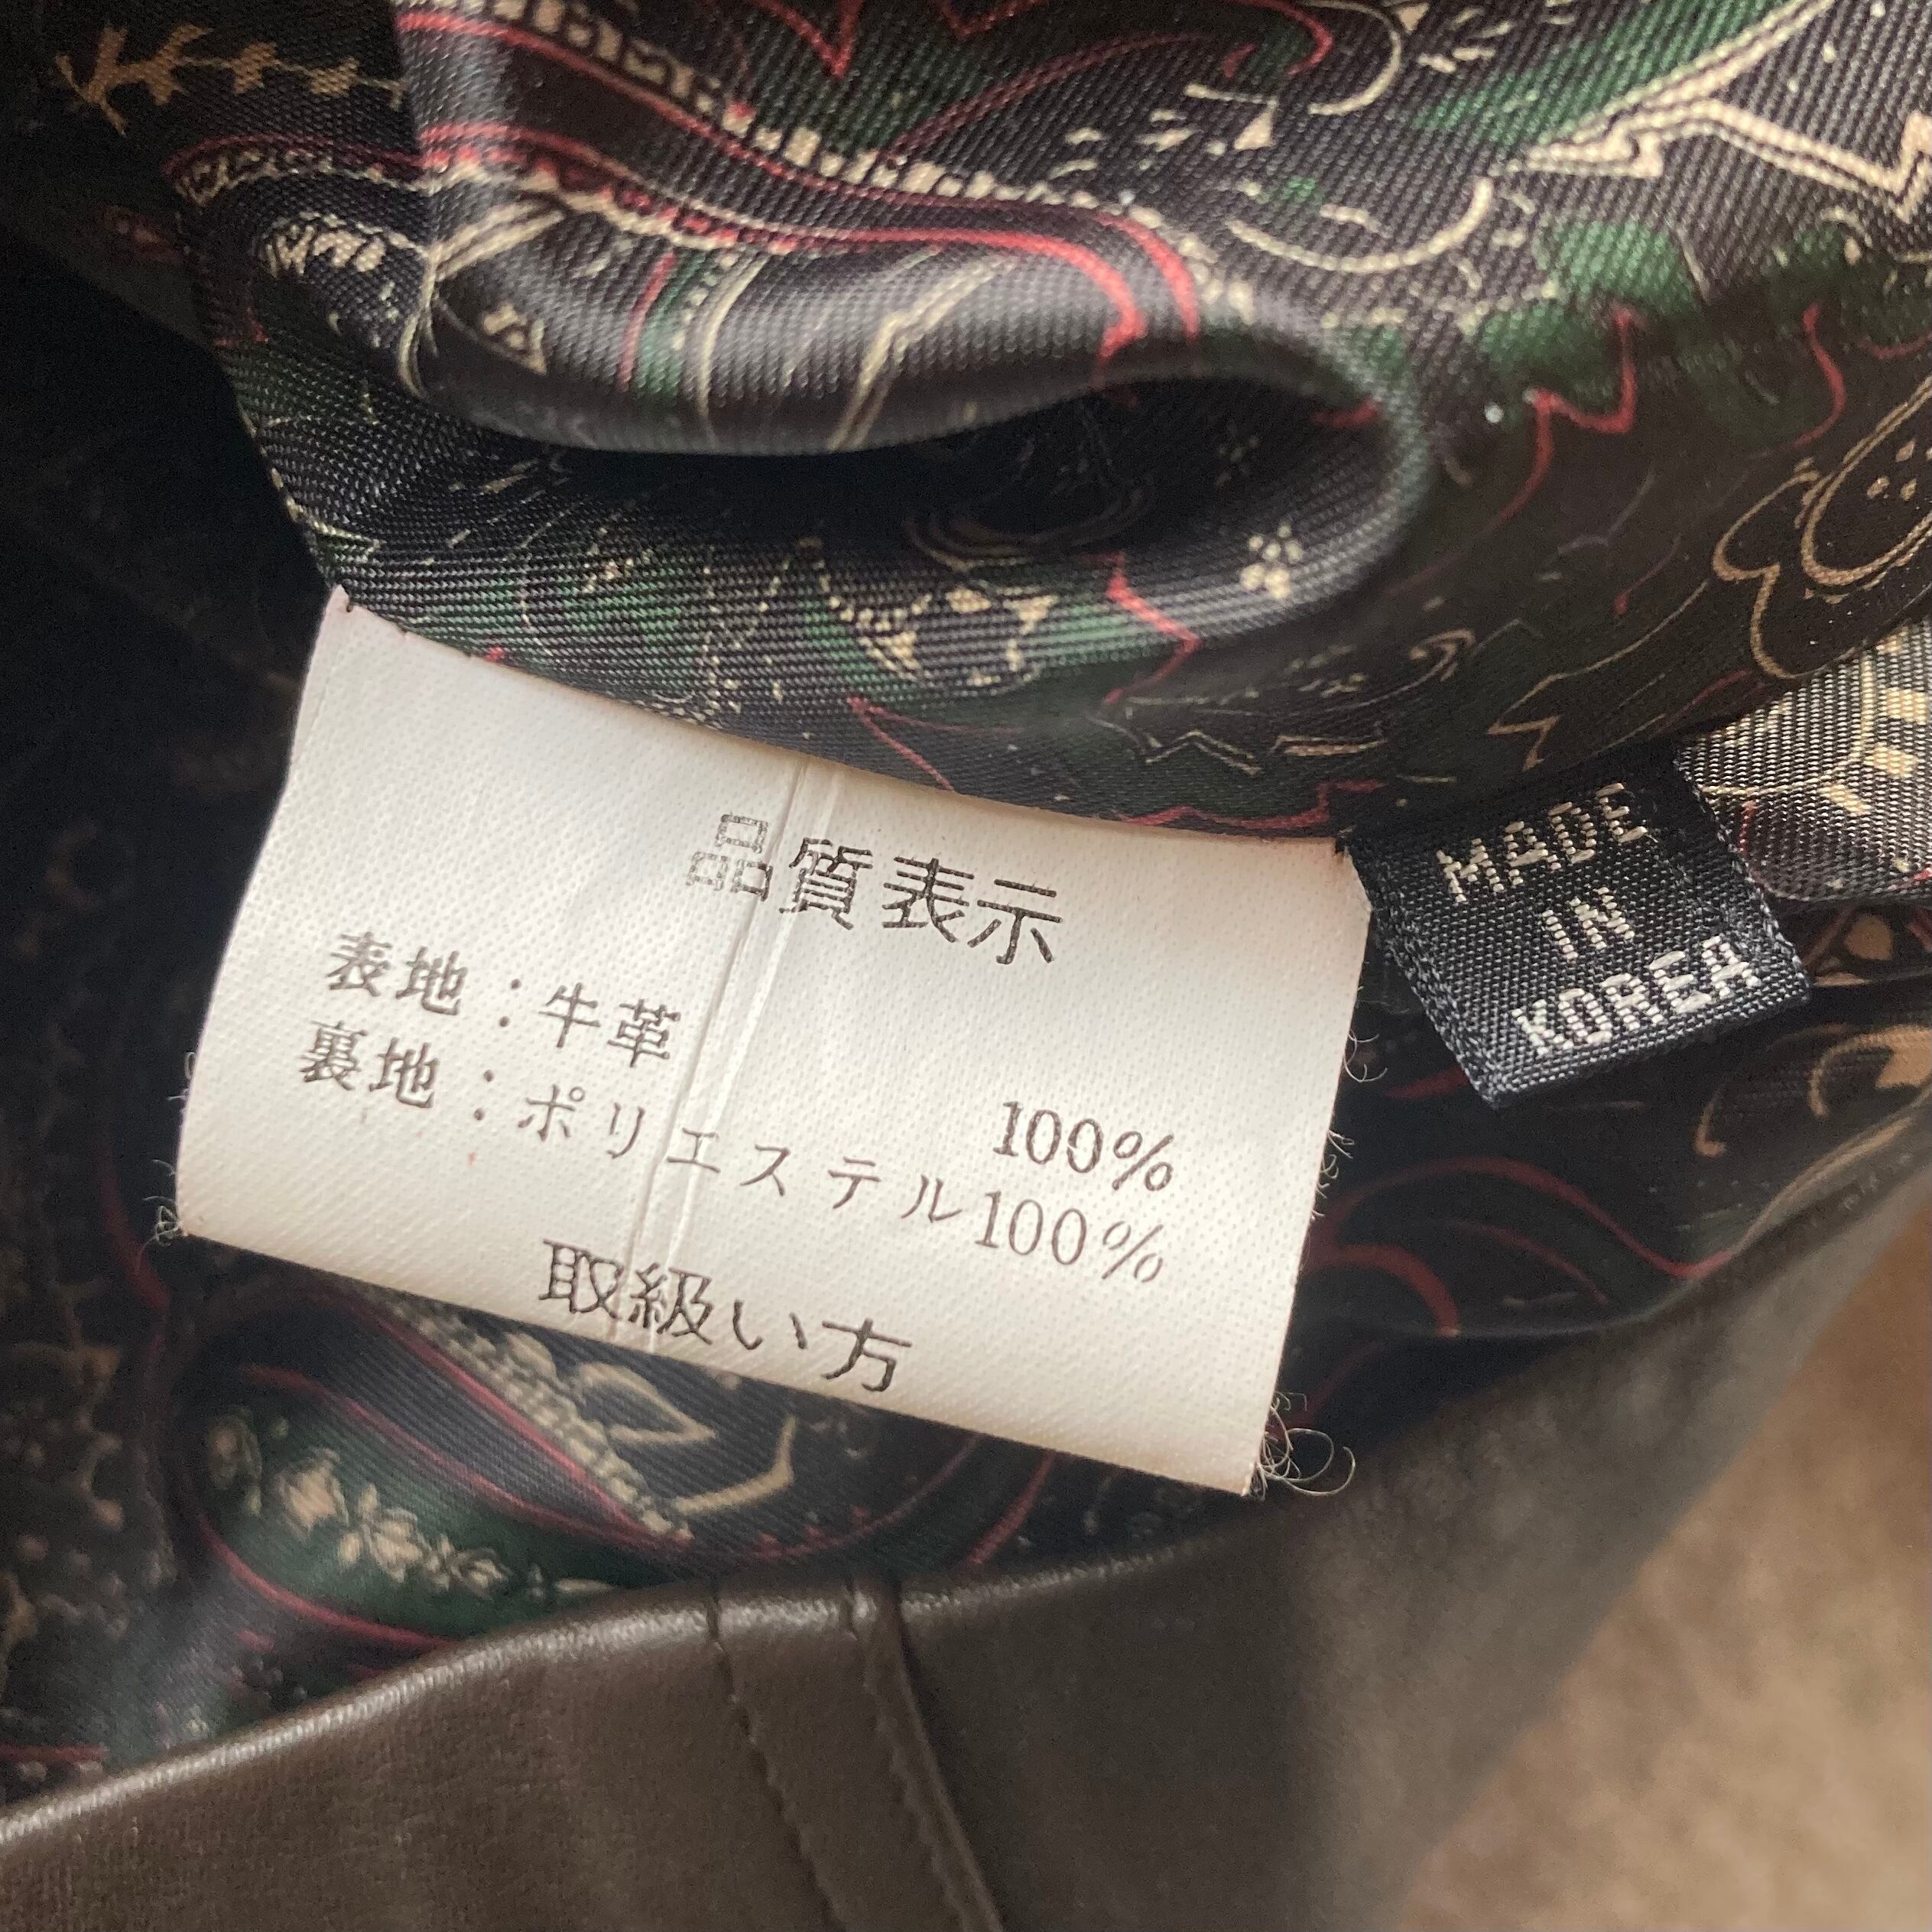 品質表示
表地：牛革
100%
裏地：ポリエステル100%
取扱い方
MADE
IN
KOREA